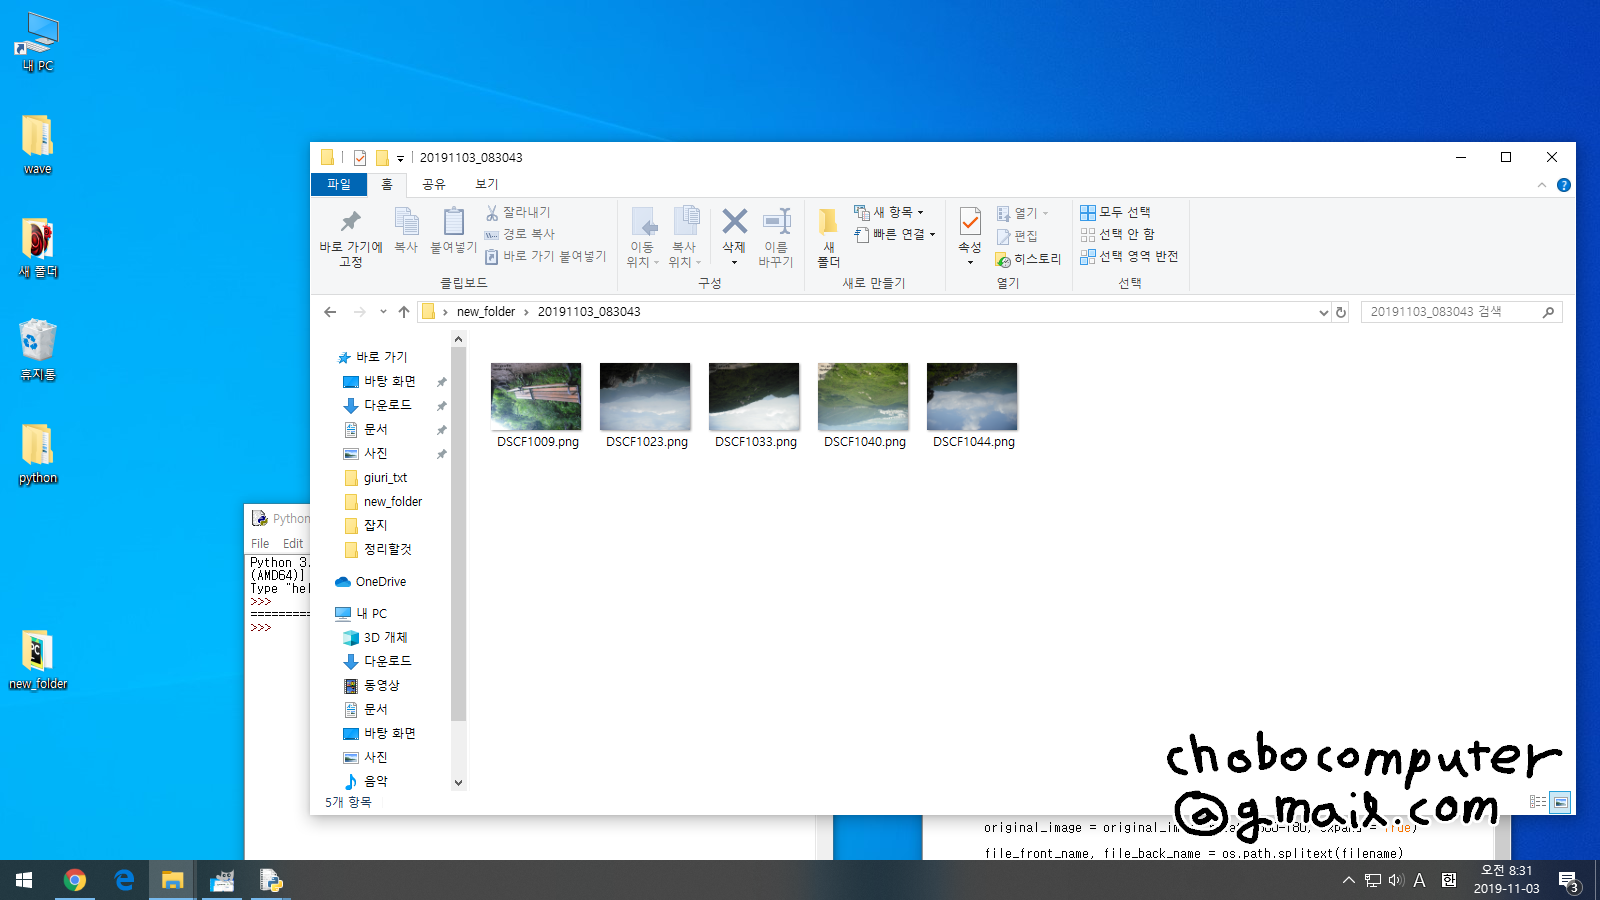 내 PC
wave
새 폴더
휴지통
python
new_folder
20191103_083043
파일 홈 공유 보기
바로 가기에
고정
복사
붙여넣기
잘라내기
경로 복사
바로 가기 붙여넣기
클립보드
이동
위치
복사
위치
삭제
이름
바꾸기
구성
새
폴더
새 항목
빠른 연결
새로 만들기
속성
열기
편집
히스토리
열기
모두 선택
선택 안 함
선택 영역 반전
선택
new_folder > 20191103_083043
20191103_083043 검색
바로 가기
바탕 화면
다운로드
문서
사진
giuri_txt
new_folder
잡지
정리할것
OneDrive
내 PC
3D 개체
다운로드
동영상
문서
바탕 화면
사진
음악
5개 항목
DSCF1009.png DSCF1023.png DSCF1033.png DSCF1040.png DSCF1044.png
Python
File Edit
Python 3.
(AMD64)]
Type "hel
>>>
==========
>>>
chobocomputer
@gmail.com
original_image = original_im
True)
file_front_name, file_back_name = os.path.splitext(filename)
A 한
오전 8:31
2019-11-03
3